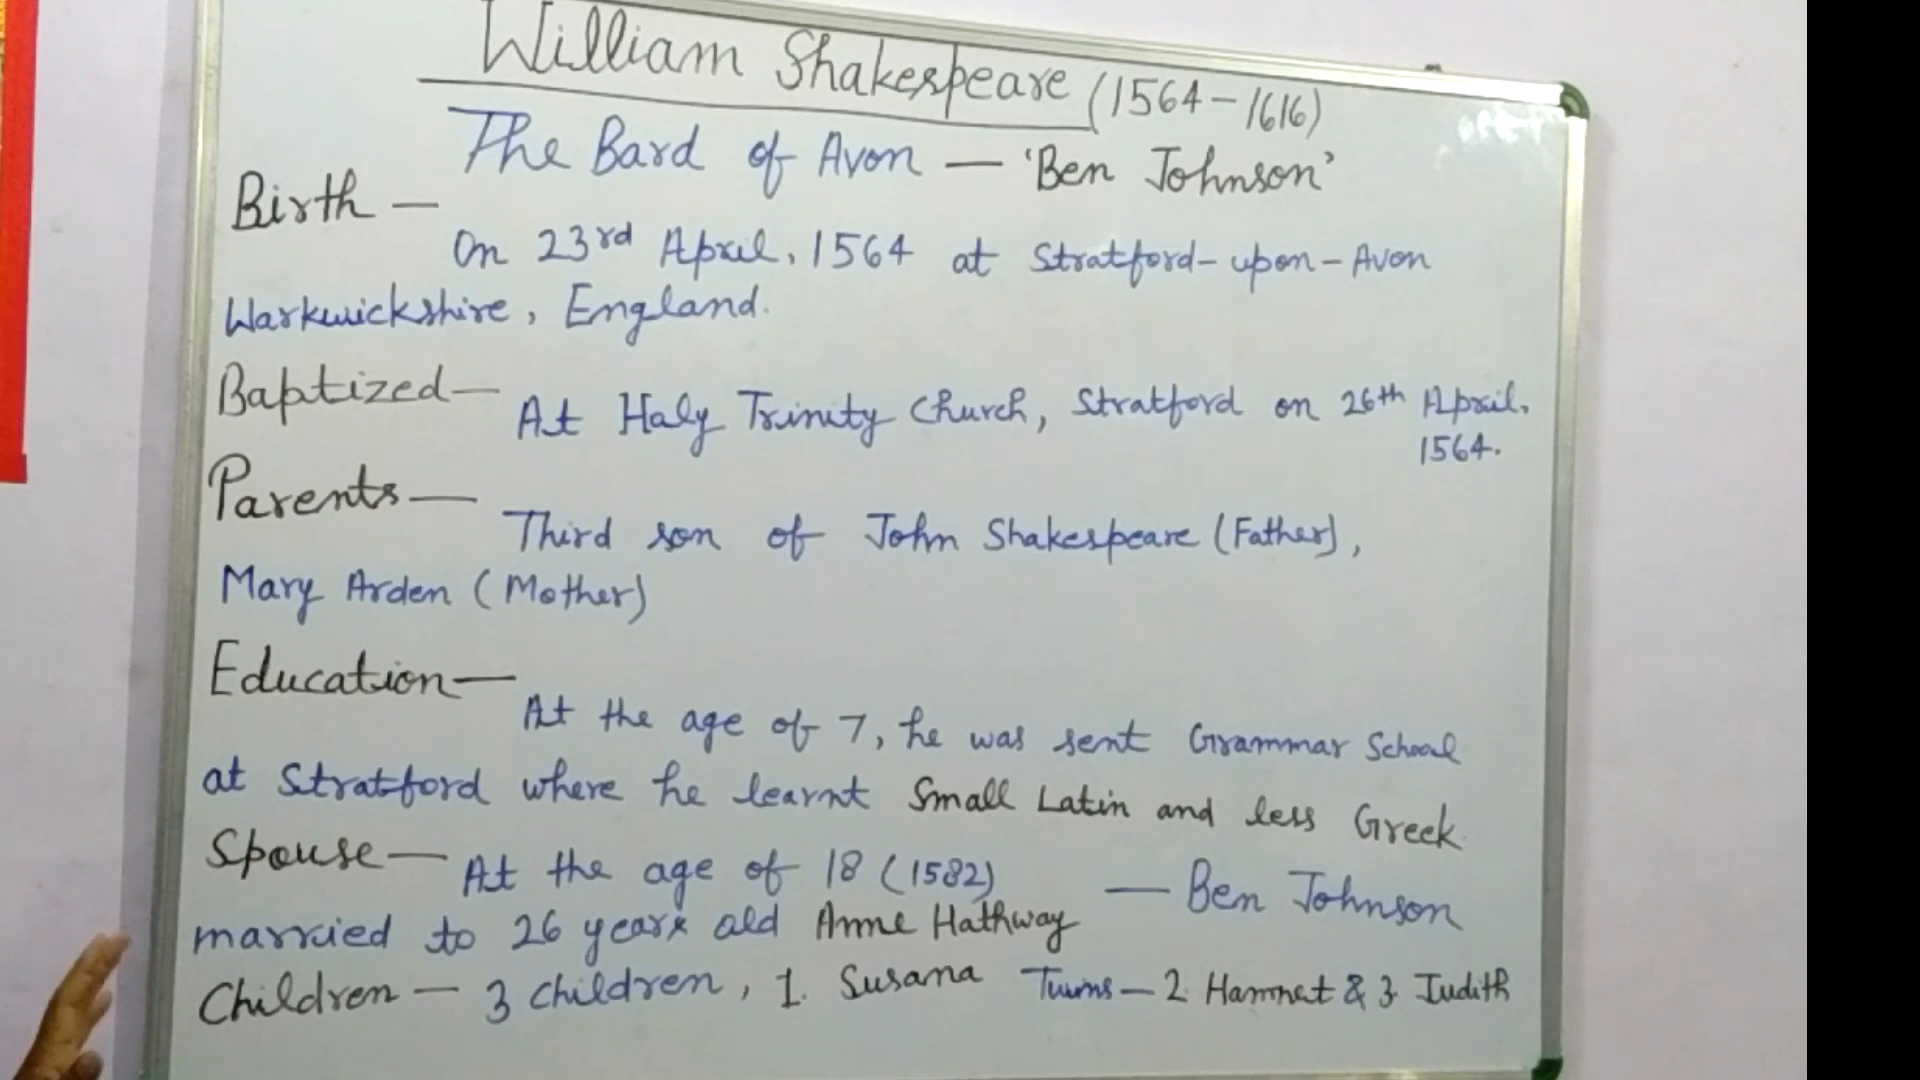 William Shakespeare (1564-1616)
The Bard of Avon — 'Ben Johnson'
Birth —
On 23rd April, 1564 at Stratford-upon-Avon
Warkwickshire, England.
Baptized—
At Haly Trinity Church, Stratford on 26th April,
1564.
Parents—
Third son of John Shakespeare (Father),
Mary Arden (Mother)
Education—
At the age of 7, he was sent Grammar School
at Stratford where he learnt Small Latin and less Greek
Spouse— At the age of 18 (1582) — Ben Johnson
married to 26 years old Anne Hathway
Children — 3 children, 1. Susana Twins— 2. Hamnet & 3. Judith